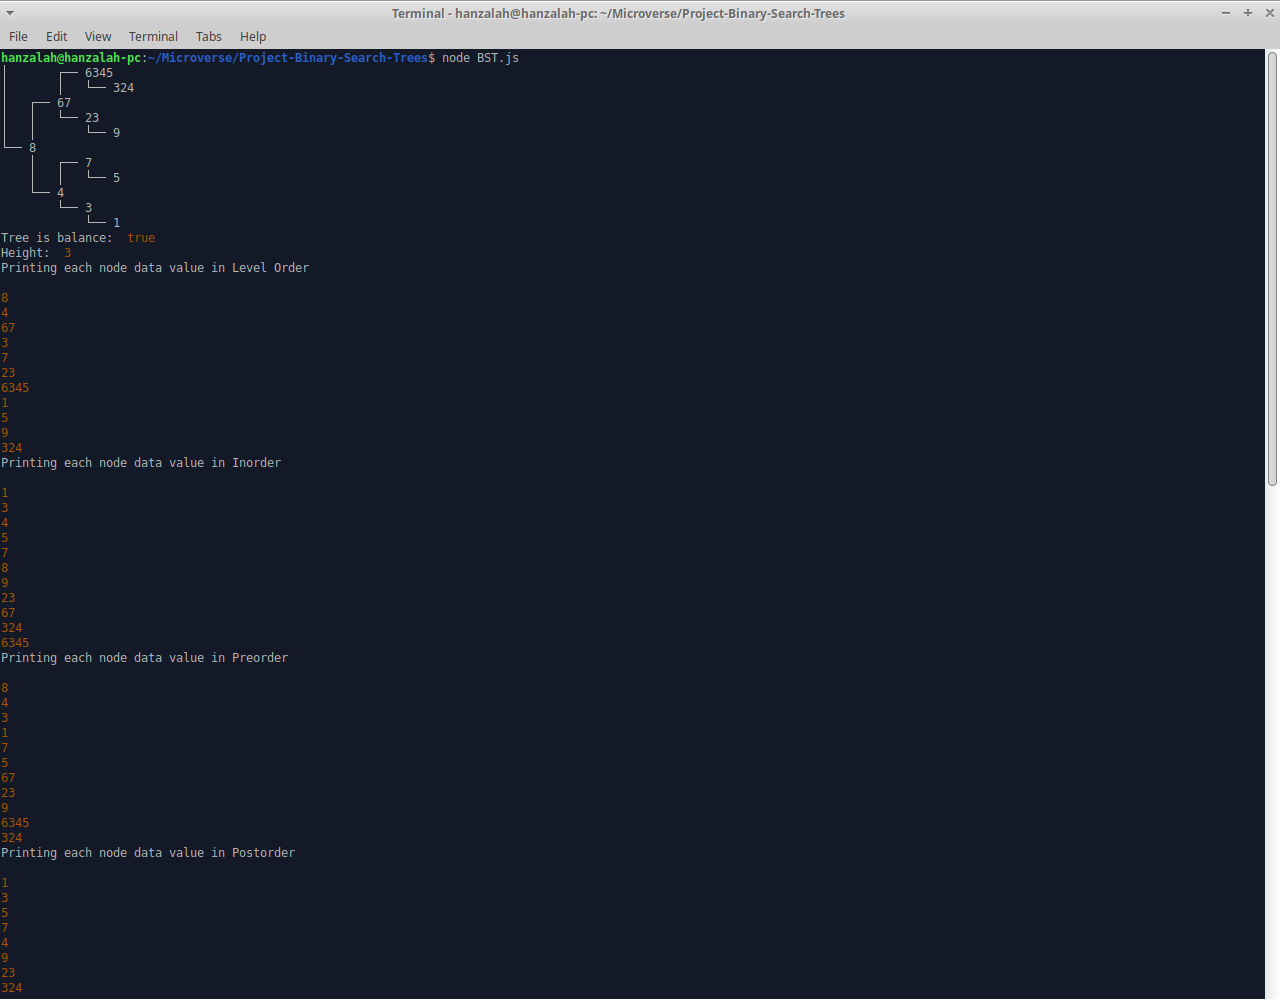 Terminal - hanzalah@hanzalah-pc: ~/Microverse/Project-Binary-Search-Trees
File Edit View Terminal Tabs Help
hanzalah@hanzalah-pc:~/Microverse/Project-Binary-Search-Trees$ node BST.js
│       ┌── 6345
│       │   └── 324
│   ┌── 67
│   │   └── 23
│   │       └── 9
└── 8
    │   ┌── 7
    │   │   └── 5
    └── 4
        └── 3
            └── 1
Tree is balance:  true
Height:  3
Printing each node data value in Level Order
8
4
67
3
7
23
6345
1
5
9
324
Printing each node data value in Inorder
1
3
4
5
7
8
9
23
67
324
6345
Printing each node data value in Preorder
8
4
3
1
7
5
67
23
9
6345
324
Printing each node data value in Postorder
1
3
5
7
4
9
23
324